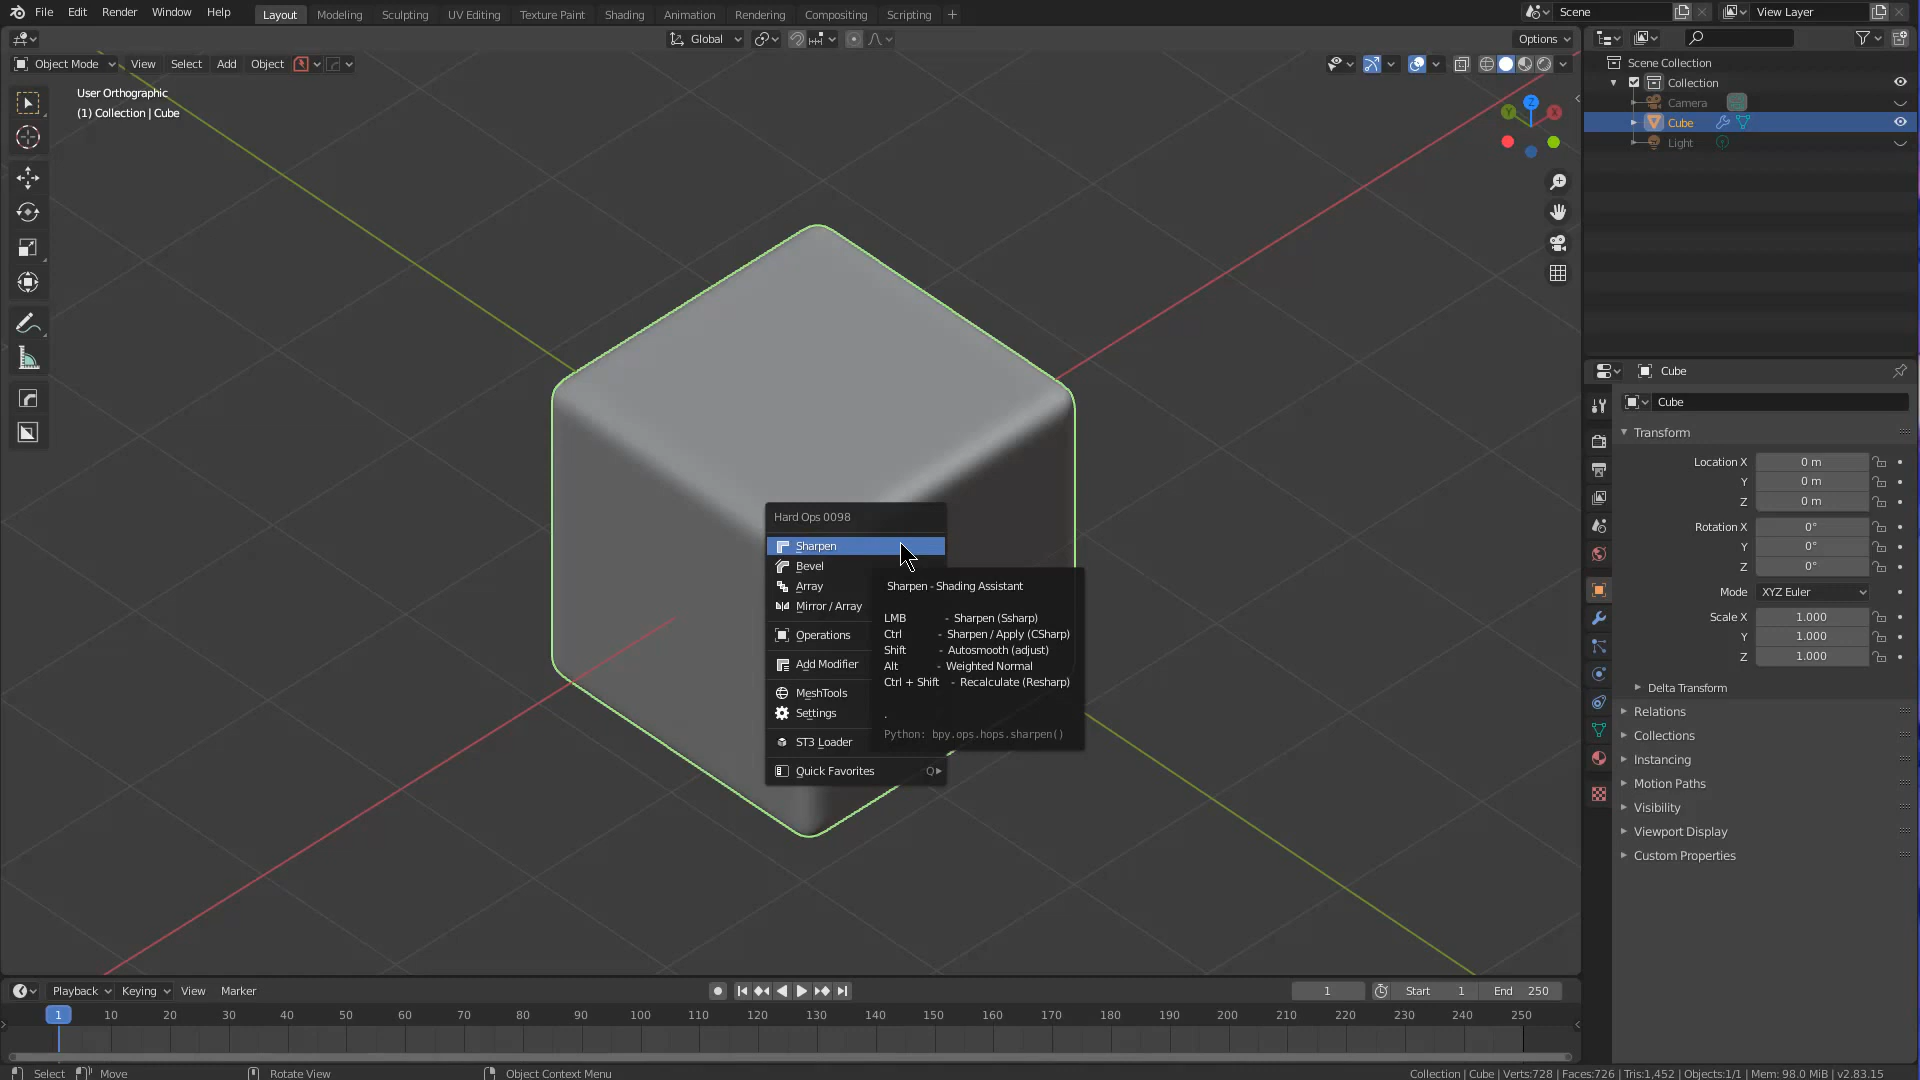 File Edit Render Window Help Layout Modeling Sculpting UV Editing Texture Paint Shading Animation Rendering Compositing Scripting + Scene View Layer
Global Options
Object Mode View Select Add Object
User Orthographic
(1) Collection | Cube
Z
Y
X
Scene Collection
Collection
Camera
Cube
Light
Hard Ops 0098
Sharpen
Bevel
Array
Mirror / Array
Operations
Add Modifier
MeshTools
Settings
ST3 Loader
Quick Favorites Q
Sharpen - Shading Assistant
LMB - Sharpen (Ssharp)
Ctrl - Sharpen / Apply (CSharp)
Shift - Autosmooth (adjust)
Alt - Weighted Normal
Ctrl + Shift - Recalculate (Resharp)
.
Python: bpy.ops.hops.sharpen()
Cube
Cube
Transform
Location X 0 m
Y 0 m
Z 0 m
Rotation X 0°
Y 0°
Z 0°
Mode XYZ Euler
Scale X 1.000
Y 1.000
Z 1.000
Delta Transform
Relations
Collections
Instancing
Motion Paths
Visibility
Viewport Display
Custom Properties
Playback Keying View Marker 1 Start 1 End 250
1 10 20 30 40 50 60 70 80 90 100 110 120 130 140 150 160 170 180 190 200 210 220 230 240 250
Select Move Rotate View Object Context Menu Collection | Cube | Verts:728 | Faces:726 | Tris:1,452 | Objects:1/1 | Mem: 98.0 MiB | v2.83.15